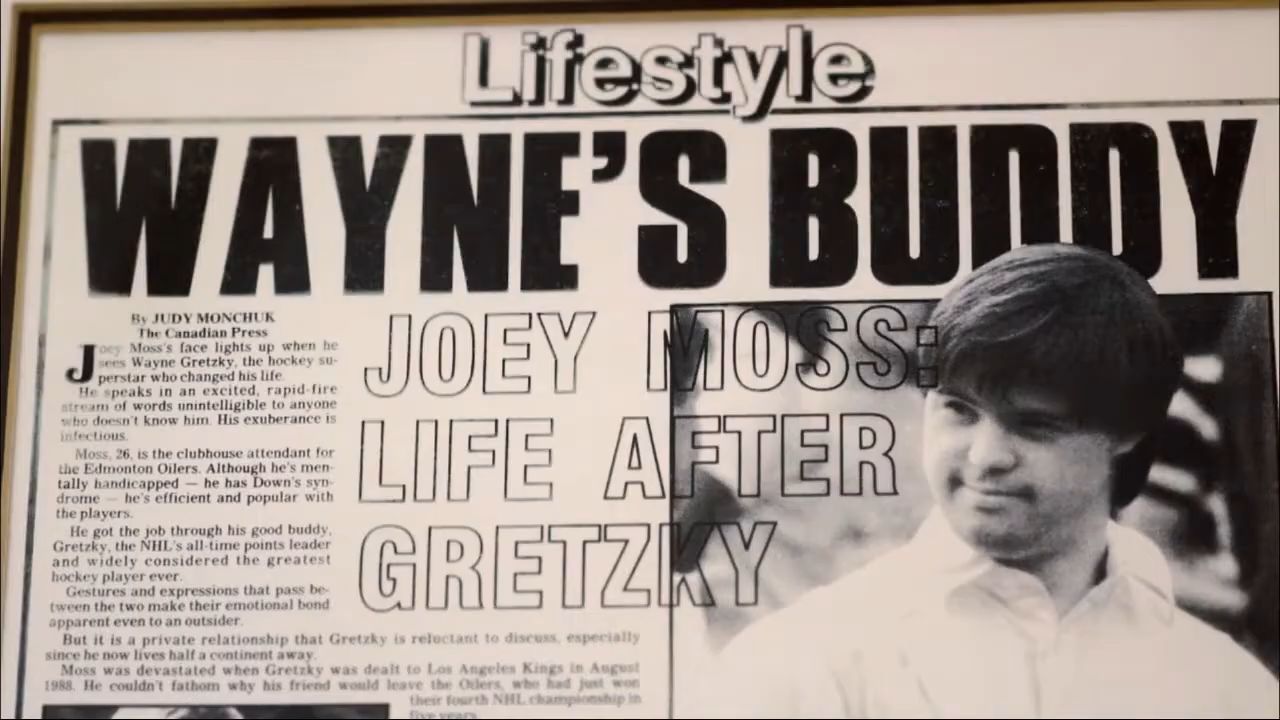 Lifestyle
WAYNE'S BUDDY
By JUDY MONCHUK
The Canadian Press
Joey Moss's face lights up when he
sees Wayne Gretzky, the hockey su-
perstar who changed his life.
He speaks in an excited, rapid-fire
stream of words unintelligible to anyone
who doesn't know him. His exuberance is
infectious.
Moss, 26, is the clubhouse attendant for
the Edmonton Oilers. Although he's men-
tally handicapped — he has Down's syn-
drome — he's efficient and popular with
the players.
He got the job through his good buddy,
Gretzky, the NHL's all-time points leader
and widely considered the greatest
hockey player ever.
Gestures and expressions that pass be-
tween the two make their emotional bond
apparent even to an outsider.
But it is a private relationship that Gretzky is reluctant to discuss, especially
since he now lives half a continent away.
Moss was devastated when Gretzky was dealt to Los Angeles Kings in August
1988. He couldn't fathom why his friend would leave the Oilers, who had just won
their fourth NHL championship in
five years.
JOEY MOSS:
LIFE AFTER
GRETZKY